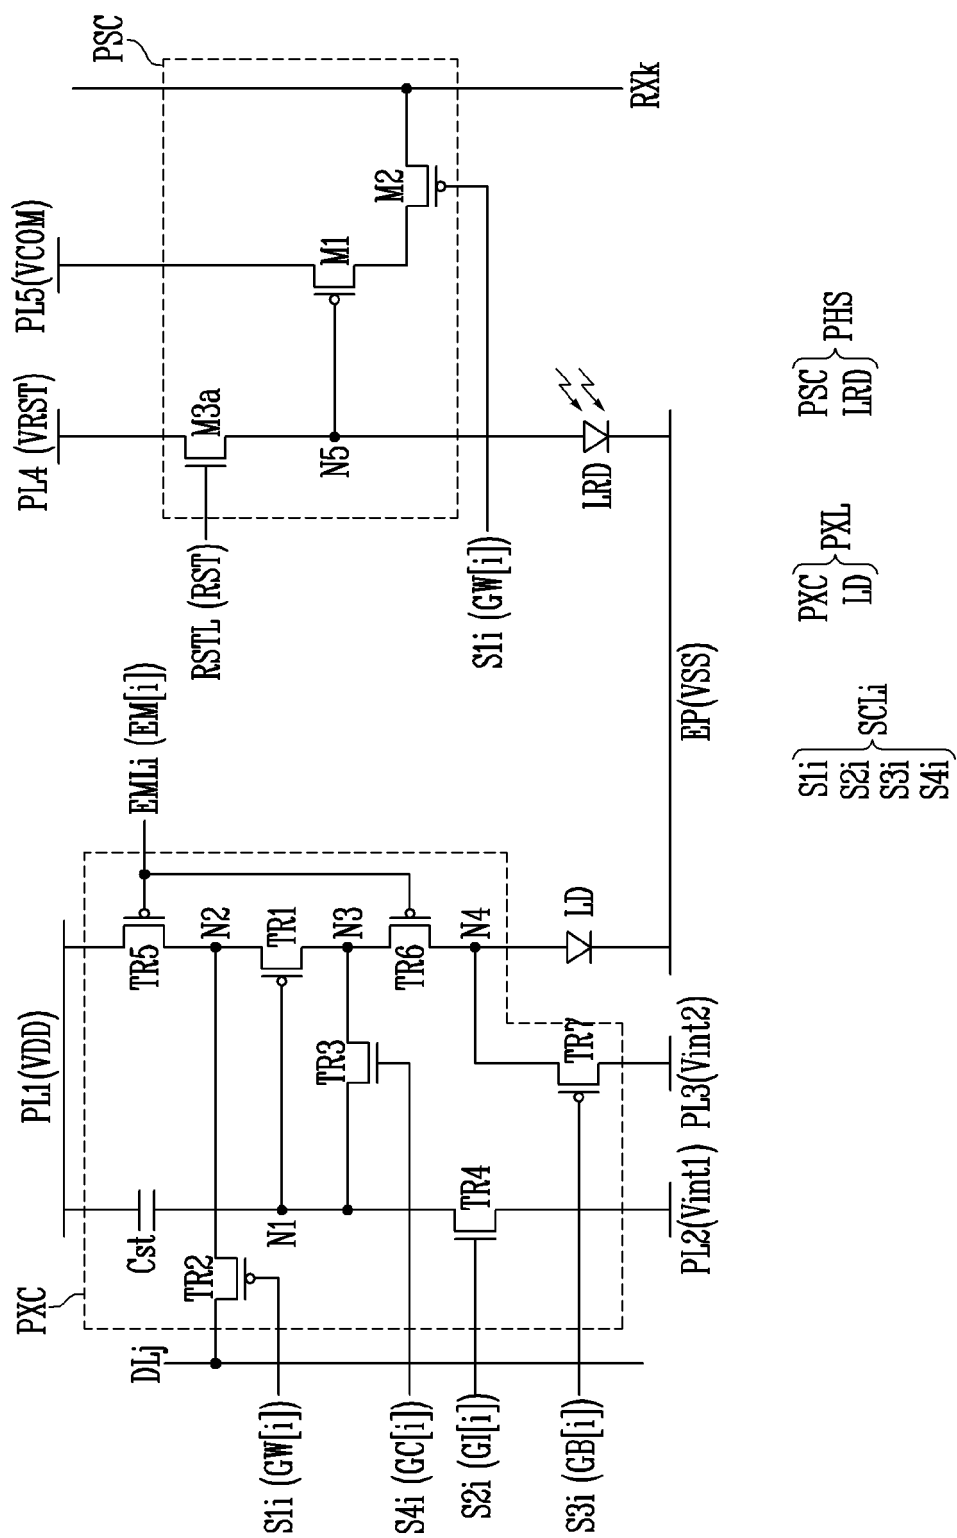 PXC
DLj
S1i (GW[i])
S4i (GC[i])
S2i (GI[i])
S3i (GB[i])
Cst
TR2
N1
TR4
PL2(Vint1)
PL1(VDD)
TR5
N2
TR1
TR3
N3
TR6
N4
TR7
PL3(Vint2)
LD
EMLi (EM[i])
EP(VSS)
RSTL (RST)
S1i (GW[i])
PL4 (VRST)
M3a
N5
LRD
PL5(VCOM)
M1
M2
PSC
RXk
S1i
S2i
S3i
S4i
SCLi
PXC
LD
PXL
PSC
LRD
PHS